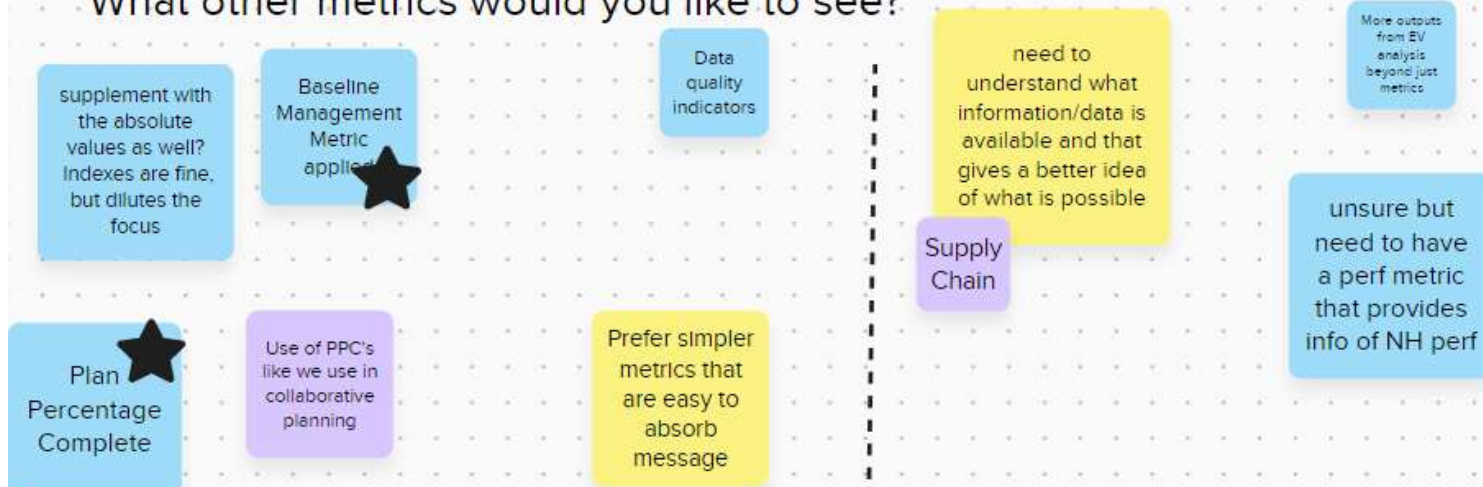 What other metrics would you like to see?
supplement with
the absolute
values as well?
Indexes are fine,
but dilutes the
focus
Baseline
Management
Metric
applied
Data
quality
indicators
need to
understand what
information/data is
available and that
gives a better idea
of what is possible
Supply
Chain
More outputs
from EV
analysis
beyond just
metrics
unsure but
need to have
a perf metric
that provides
info of NH perf
Plan
Percentage
Complete
Use of PPC's
like we use in
collaborative
planning
Prefer simpler
metrics that
are easy to
absorb
message